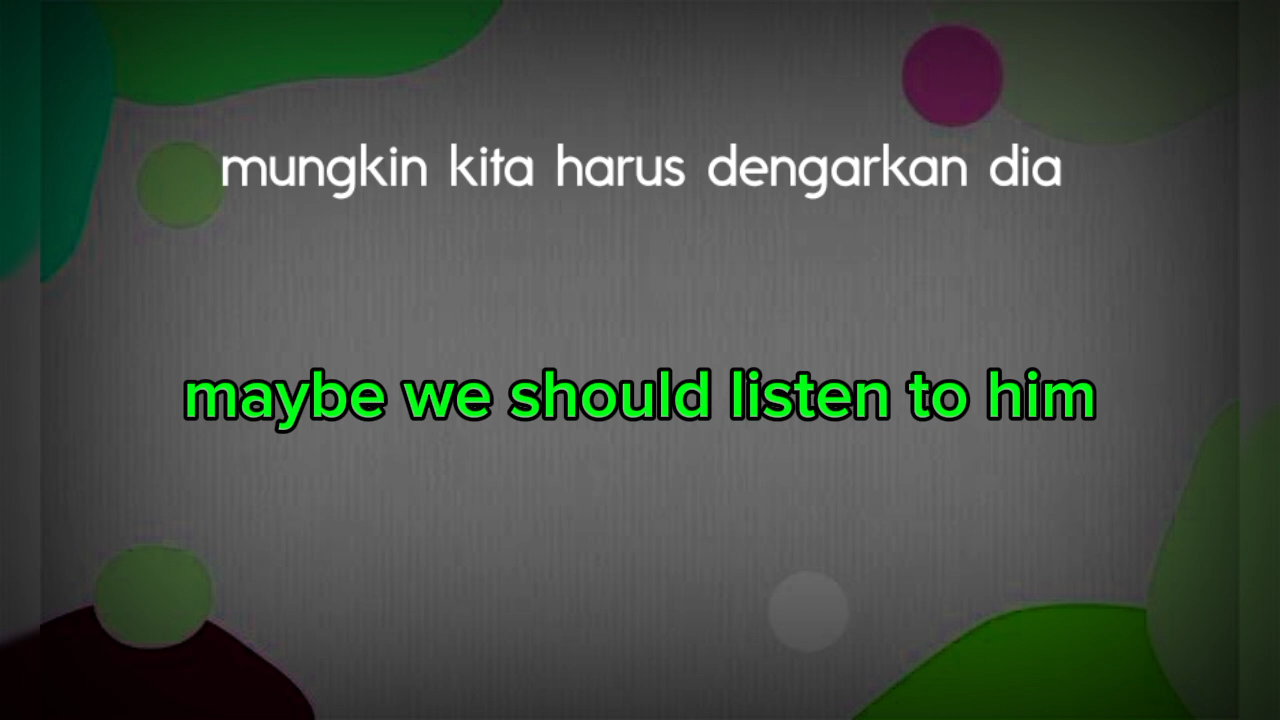 mungkin kita harus dengarkan dia
maybe we should listen to him